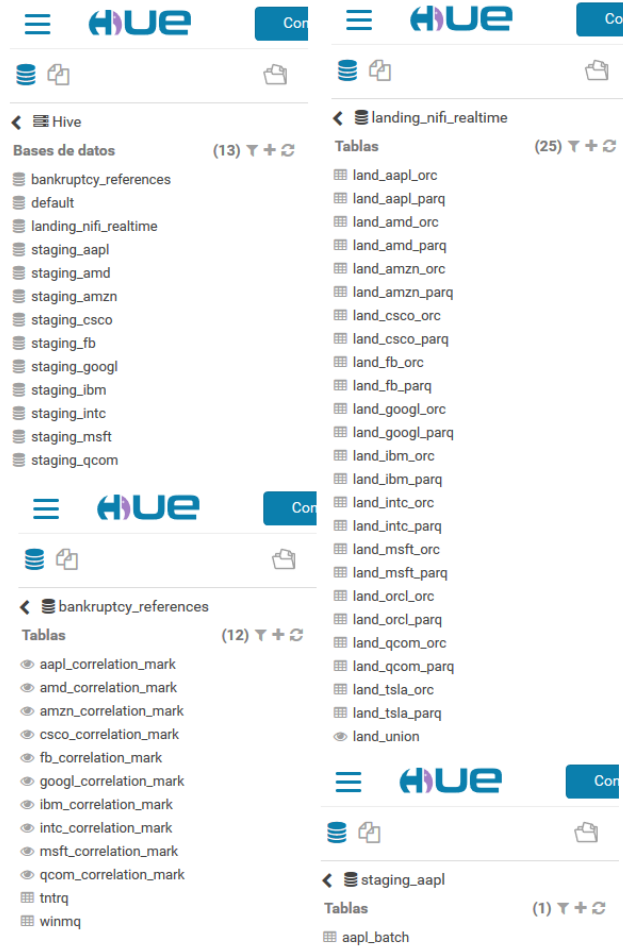 HUE
Con
Hive
Bases de datos (13)
bankruptcy_references
default
landing_nifi_realtime
staging_aapl
staging_amd
staging_amzn
staging_csco
staging_fb
staging_googl
staging_ibm
staging_intc
staging_msft
staging_qcom
HUE
Con
bankruptcy_references
Tablas (12)
aapl_correlation_mark
amd_correlation_mark
amzn_correlation_mark
csco_correlation_mark
fb_correlation_mark
googl_correlation_mark
ibm_correlation_mark
intc_correlation_mark
msft_correlation_mark
qcom_correlation_mark
tntrq
winmq
HUE
Co
landing_nifi_realtime
Tablas (25)
land_aapl_orc
land_aapl_parq
land_amd_orc
land_amd_parq
land_amzn_orc
land_amzn_parq
land_csco_orc
land_csco_parq
land_fb_orc
land_fb_parq
land_googl_orc
land_googl_parq
land_ibm_orc
land_ibm_parq
land_intc_orc
land_intc_parq
land_msft_orc
land_msft_parq
land_orcl_orc
land_orcl_parq
land_qcom_orc
land_qcom_parq
land_tsla_orc
land_tsla_parq
land_union
HUE
Con
staging_aapl
Tablas (1)
aapl_batch